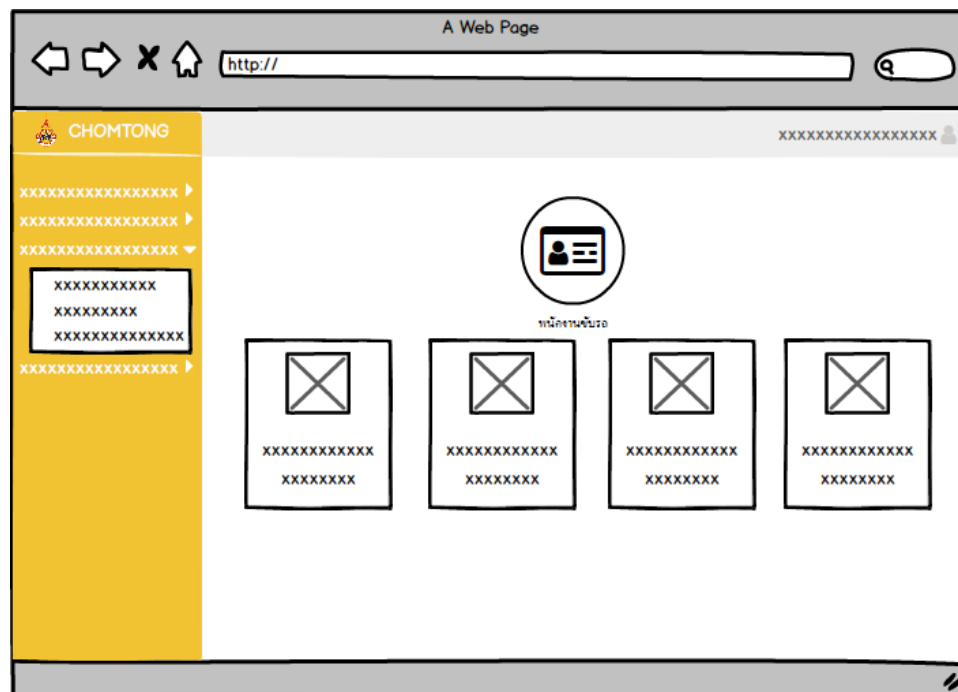 A Web Page
http://
CHOMTONG
xxxxxxxxxxxxxxxxx
xxxxxxxxxxxxxxxxx
xxxxxxxxxxxxxxxxx
xxxxxxxxxxxxxxxxx
xxxxxxxxxxx
xxxxxxxxx
xxxxxxxxxxxxxx
xxxxxxxxxxxxxxxxx
พนักงานขับรถ
xxxxxxxxxxxx
xxxxxxxx
xxxxxxxxxxxx
xxxxxxxx
xxxxxxxxxxxx
xxxxxxxx
xxxxxxxxxxxx
xxxxxxxx